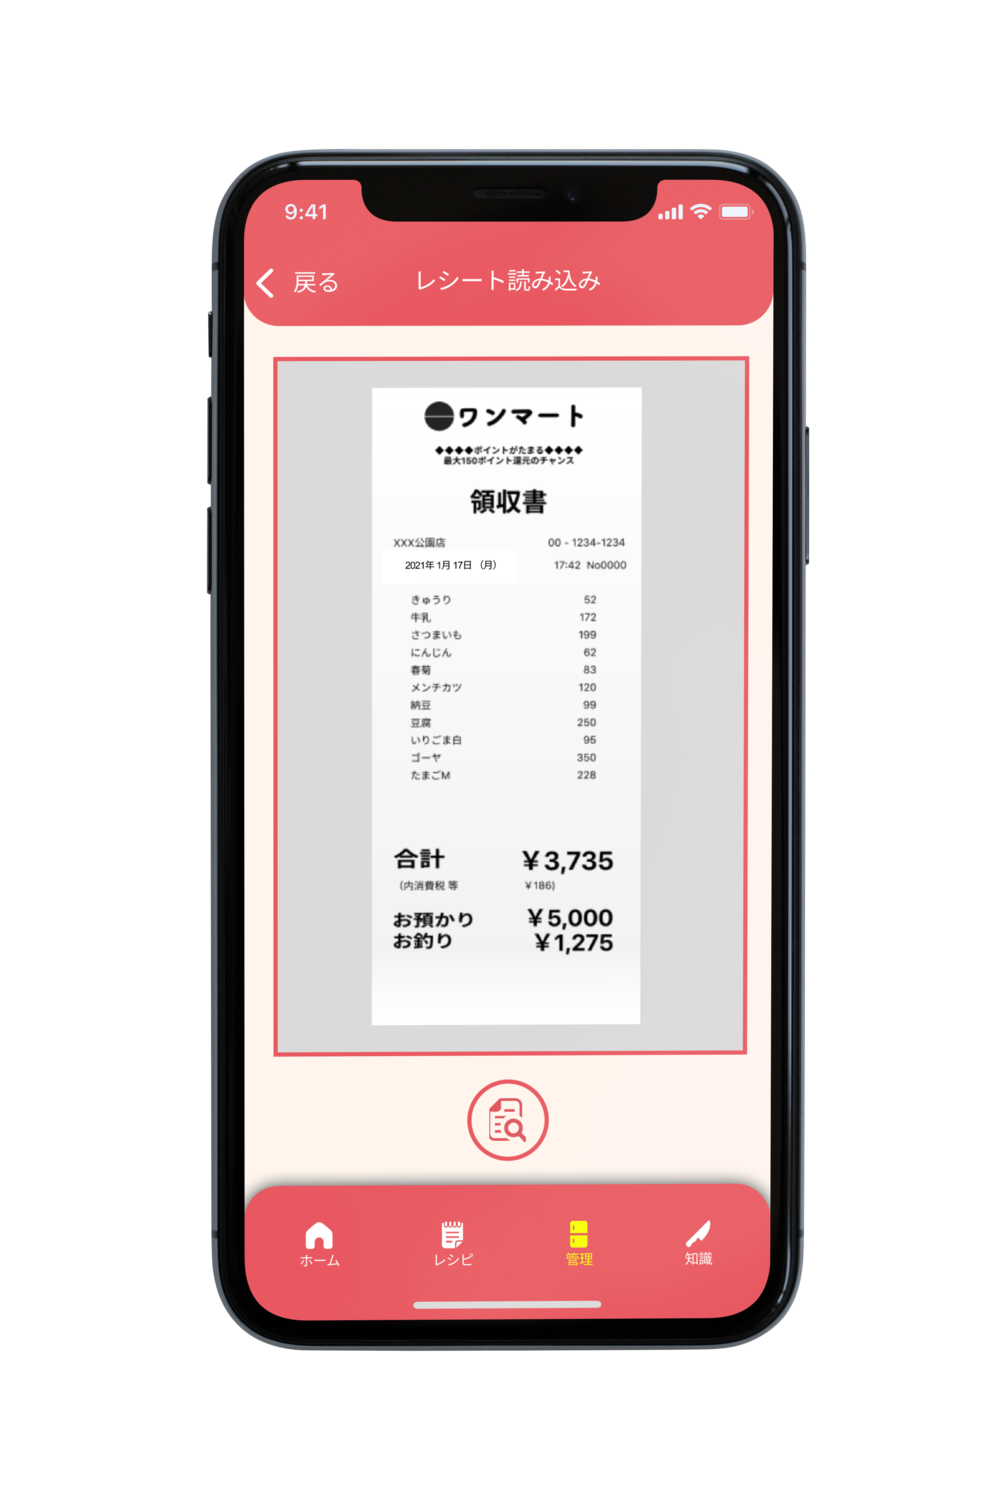 9:41
戻る レシート読み込み
ワンマート
◆◆◆◆ポイントがたまる◆◆◆◆
最大150ポイント還元のチャンス
領収書
XXX公園店 00 - 1234-1234
2021年 1月 17日 （月） 17:42 No0000
きゅうり 52
牛乳 172
さつまいも 199
にんじん 62
春菊 83
メンチカツ 120
納豆 99
豆腐 250
いりごま白 95
ゴーヤ 350
たまごM 228
合計 ￥3,735
（内消費税 等 ￥186)
お預かり ￥5,000
お釣り ￥1,275
ホーム レシピ 管理 知識